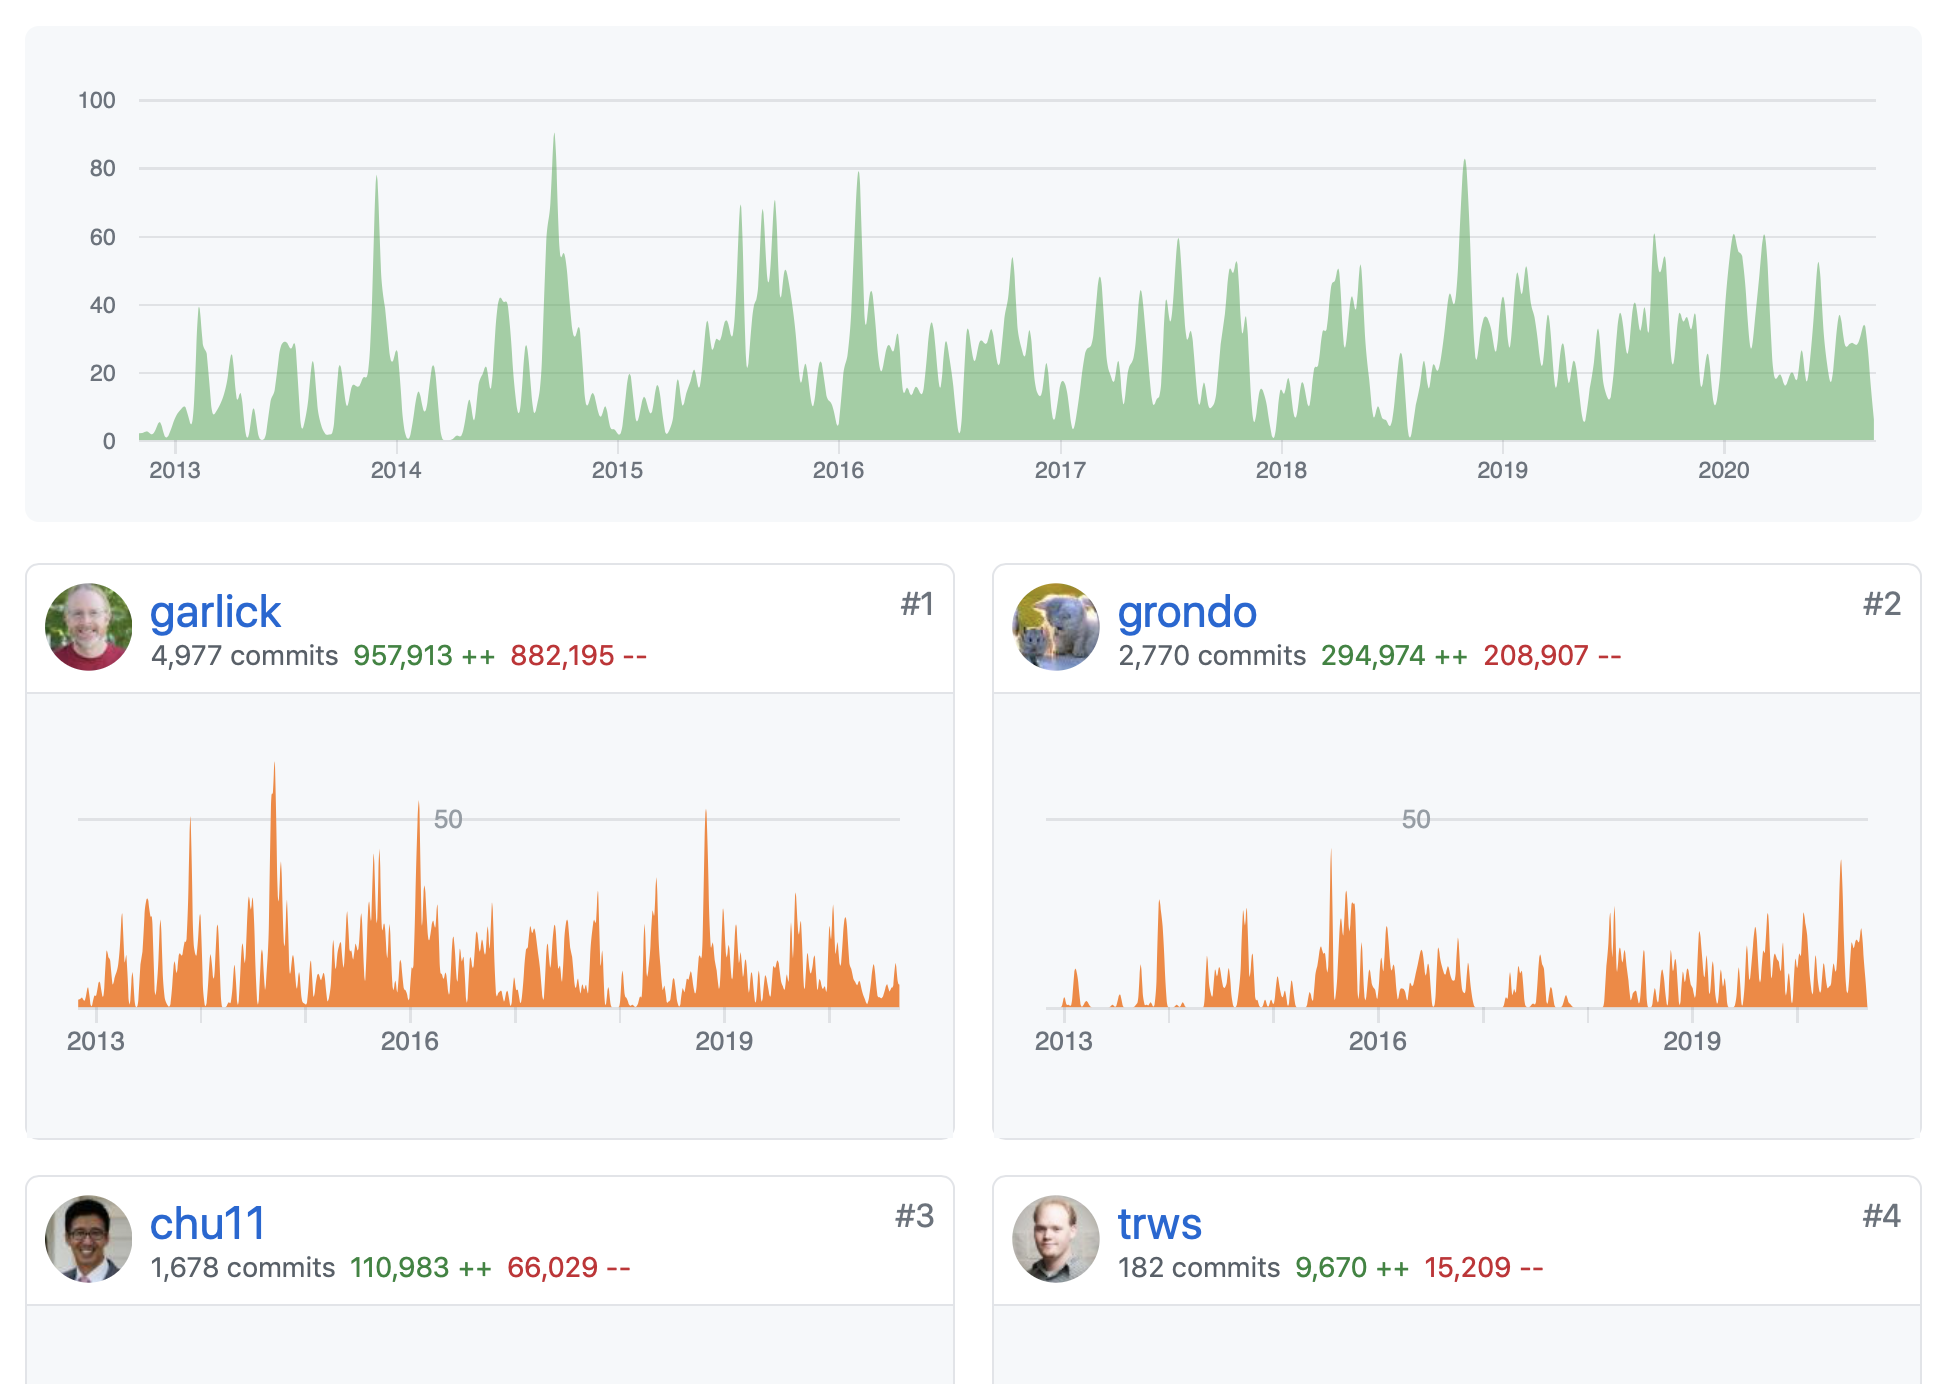 100
80
60
40
20
0
2013 2014 2015 2016 2017 2018 2019 2020
garlick #1
4,977 commits 957,913 ++ 882,195 --
50
2013 2016 2019
grondo #2
2,770 commits 294,974 ++ 208,907 --
50
2013 2016 2019
chu11 #3
1,678 commits 110,983 ++ 66,029 --
trws #4
182 commits 9,670 ++ 15,209 --